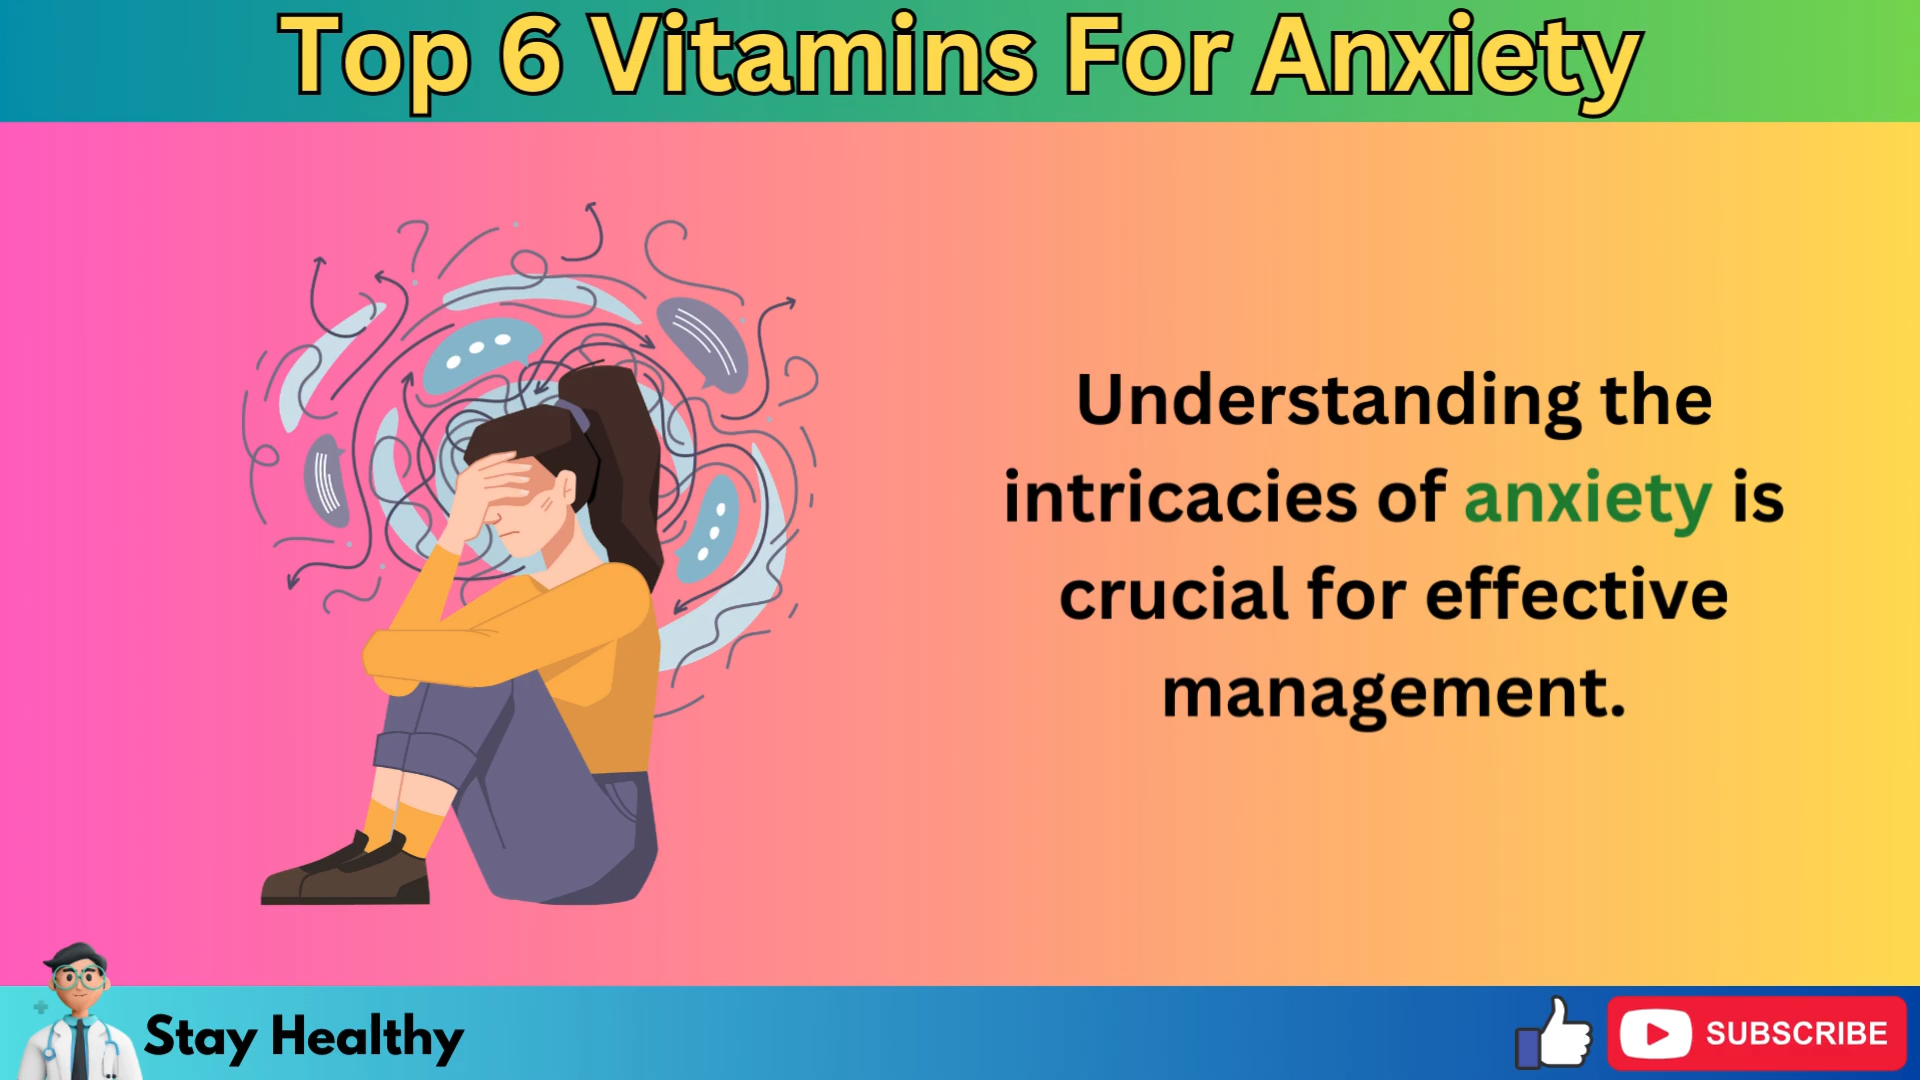 Top 6 Vitamins For Anxiety
Understanding the
intricacies of anxiety is
crucial for effective
management.
Stay Healthy
SUBSCRIBE